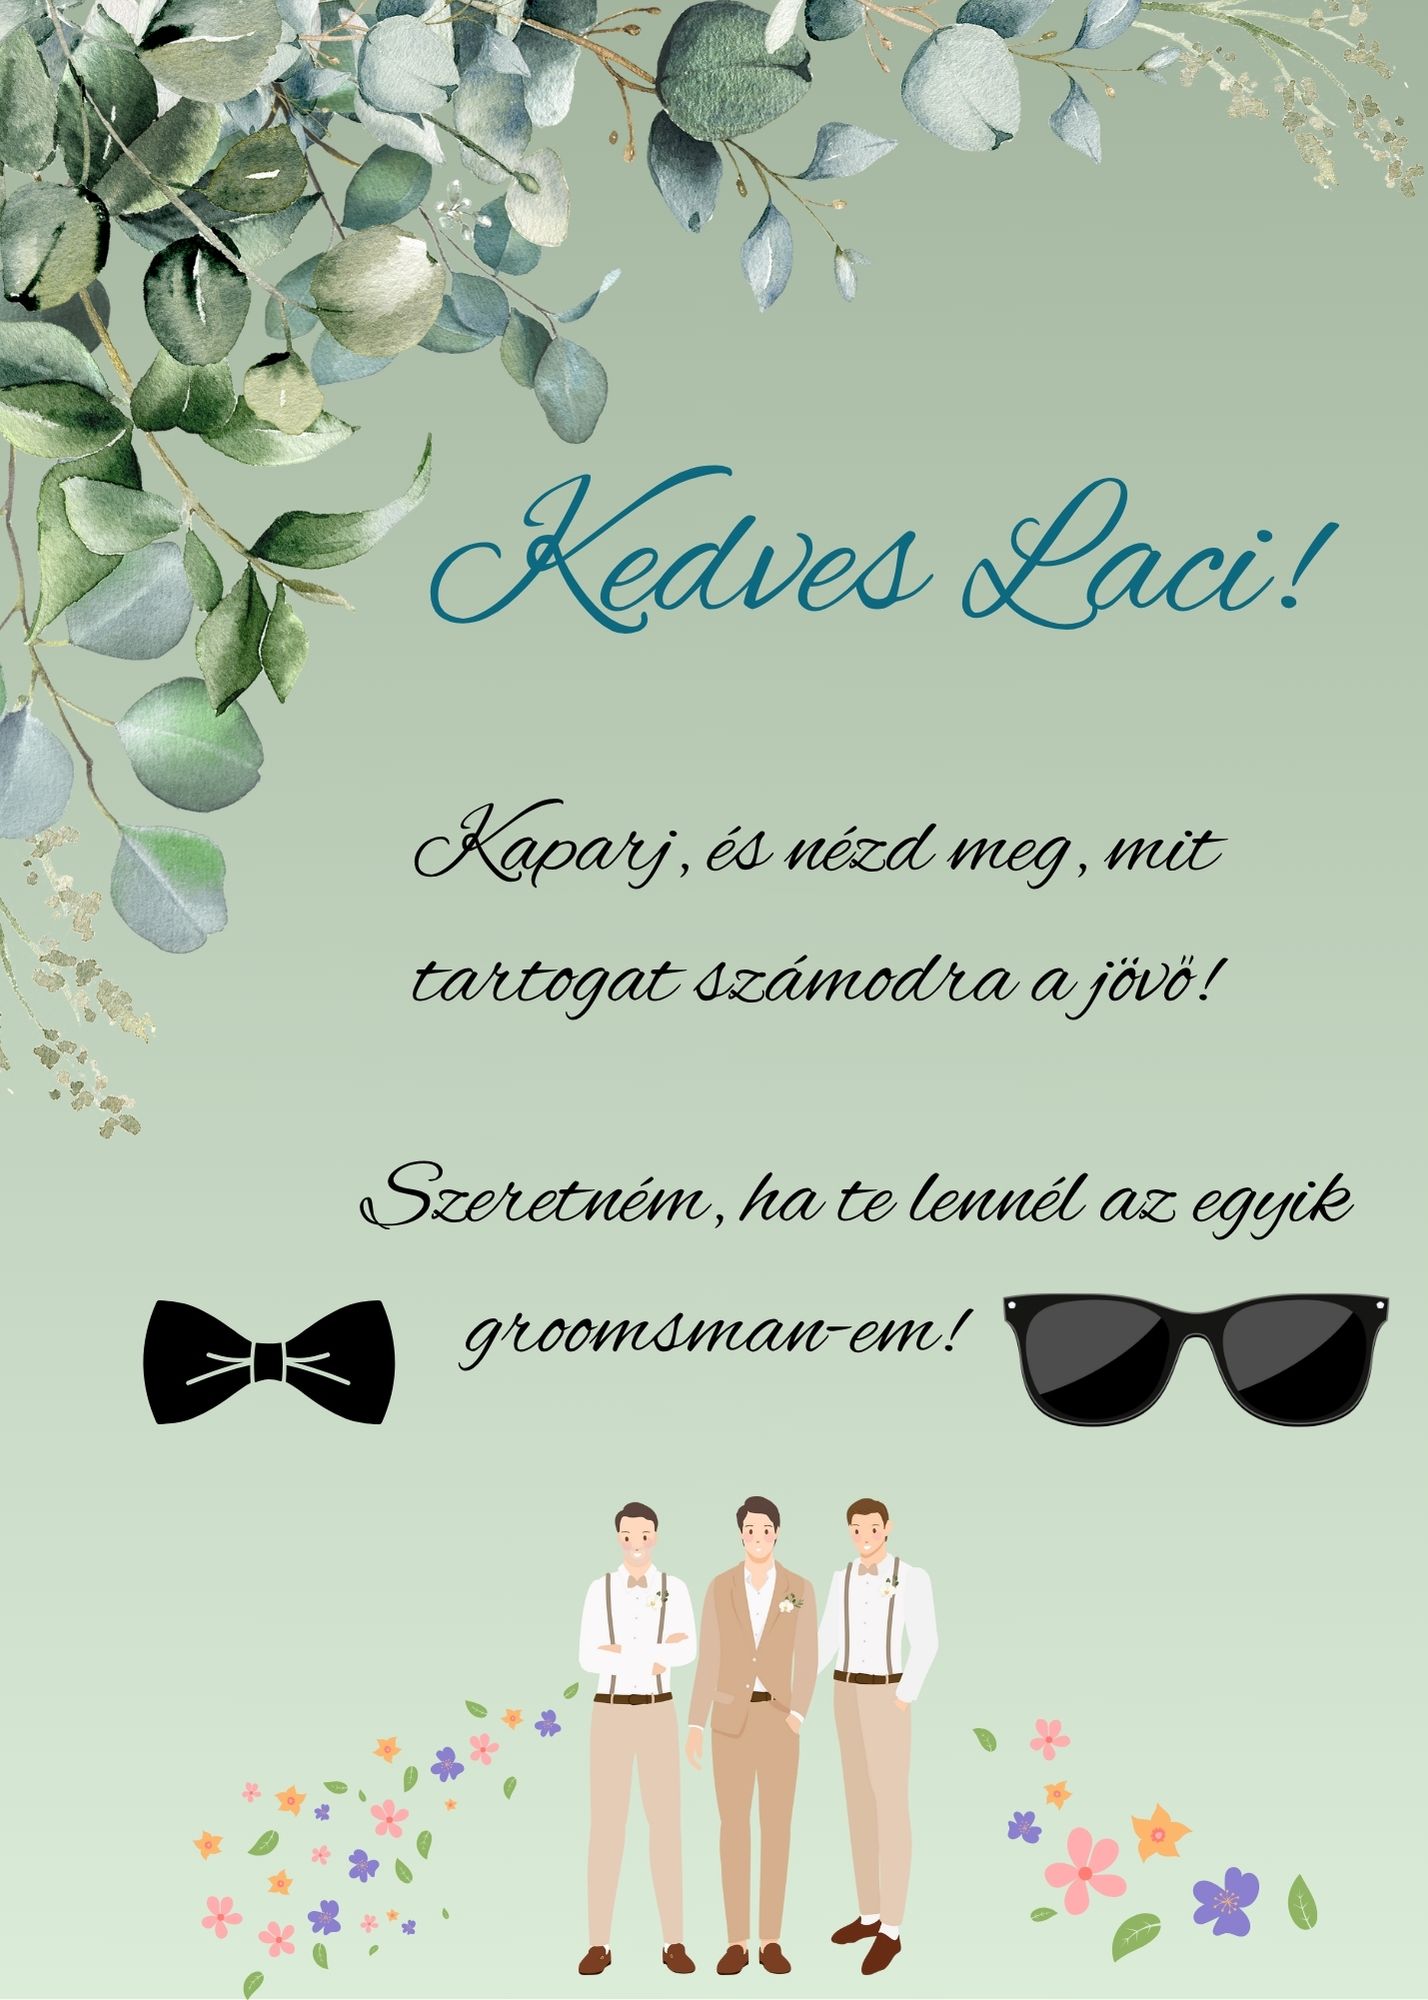 Kedves Laci!
Kaparj, és nézd meg, mit
tartogat számodra a jövő!
Szeretném, ha te lennél az egyik
groomsman-em!